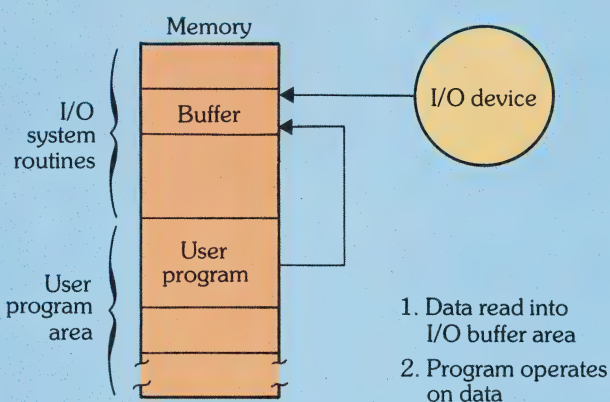 Memory
I/O
system
routines
Buffer
I/O device
User
program
User
program
area
1. Data read into
I/O buffer area
2. Program operates
on data